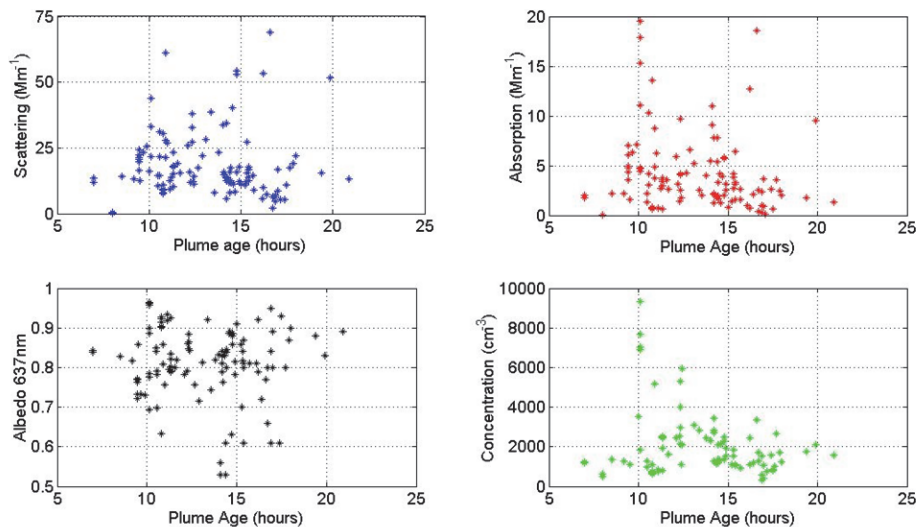 75
50
25
0
Scattering (Mm-1)
5 10 15 20 25
Plume age (hours)
20
15
10
5
0
Absorption (Mm-1)
5 10 15 20 25
Plume Age (hours)
1
0.9
0.8
0.7
0.6
0.5
Albedo 637nm
5 10 15 20 25
Plume Age (hours)
10000
8000
6000
4000
2000
0
Concentration (cm3)
5 10 15 20 25
Plume Age (hours)